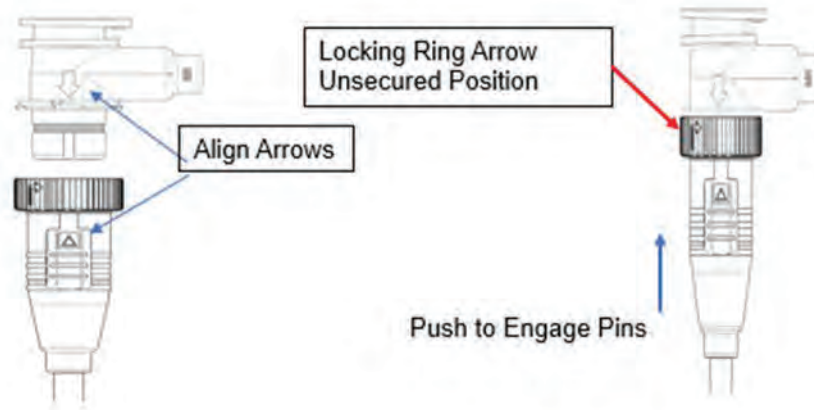 Locking Ring Arrow
Unsecured Position
Align Arrows
Push to Engage Pins